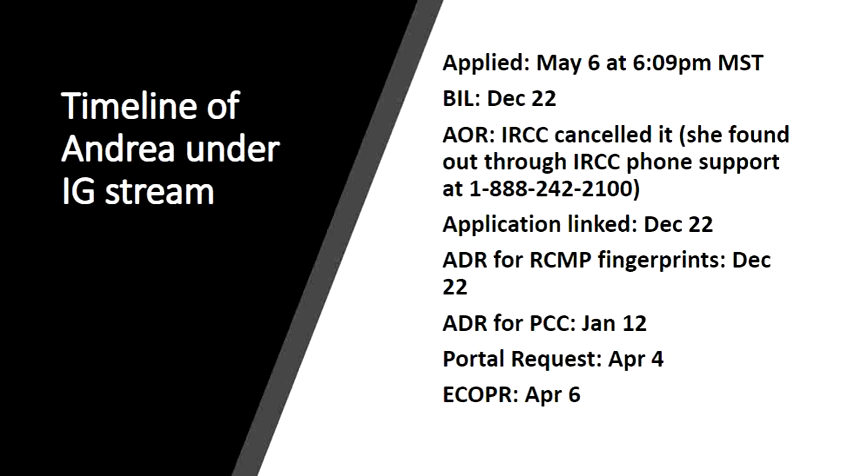 Timeline of
Andrea under
IG stream
Applied: May 6 at 6:09pm MST
BIL: Dec 22
AOR: IRCC cancelled it (she found
out through IRCC phone support
at 1-888-242-2100)
Application linked: Dec 22
ADR for RCMP fingerprints: Dec
22
ADR for PCC: Jan 12
Portal Request: Apr 4
ECOPR: Apr 6